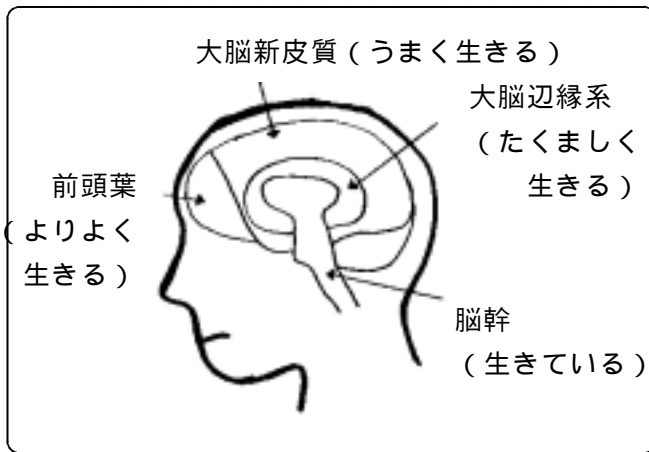 大脳新皮質（うまく生きる）
大脳辺縁系
（たくましく
生きる）
前頭葉
（よりよく
生きる）
脳幹
（生きている）